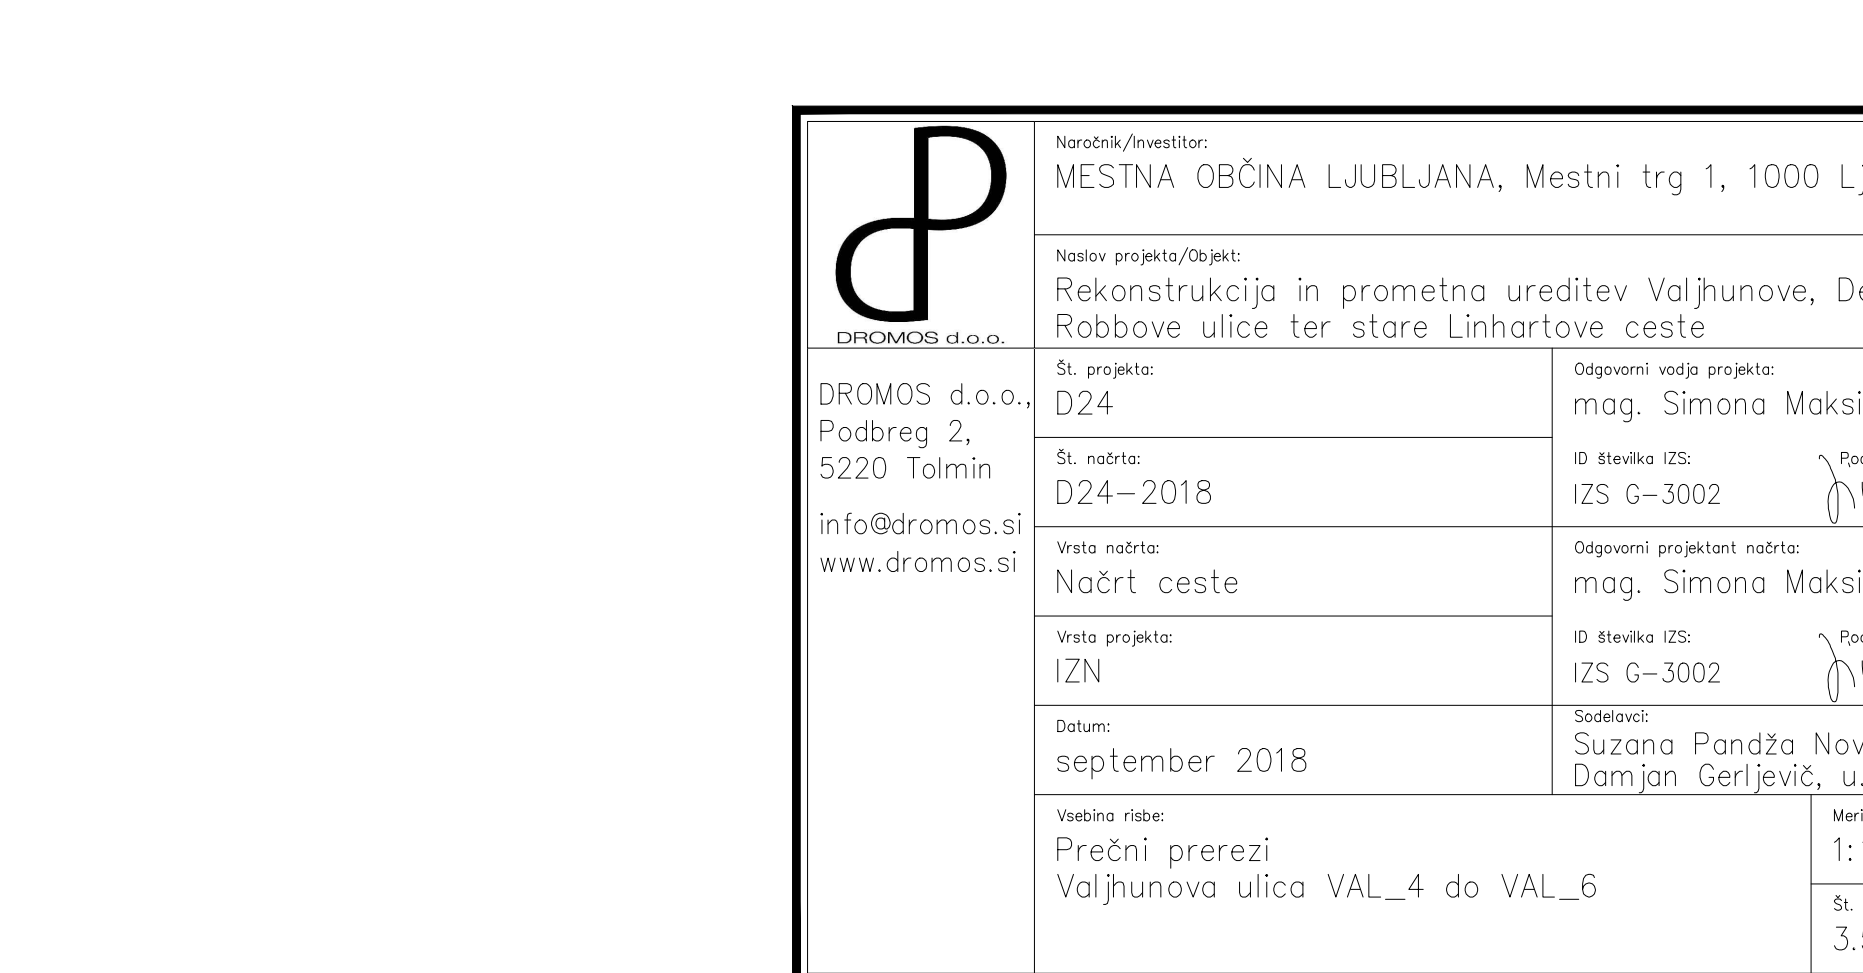 DROMOS d.o.o.
DROMOS d.o.o.,
Podbreg 2,
5220 Tolmin
info@dromos.si
www.dromos.si
Naročnik/Investitor:
MESTNA OBČINA LJUBLJANA, Mestni trg 1, 1000
Naslov projekta/Objekt:
Rekonstrukcija in prometna ureditev Valjhunove,
Robbove ulice ter stare Linhartove ceste
Št. projekta:
D24
Št. načrta:
D24-2018
Vrsta načrta:
Načrt ceste
Vrsta projekta:
IZN
Datum:
september 2018
Odgovorni vodja projekta:
mag. Simona
ID številka IZS:
IZS G-3002
Odgovorni projektant načrta:
mag. Simona
ID številka IZS:
IZS G-3002
Sodelavci:
Suzana Pandža
Damjan Gerljevič, u.
Vsebina risbe:
Prečni prerezi
Valjhunova ulica VAL_4 do VAL_6
1:
Št.